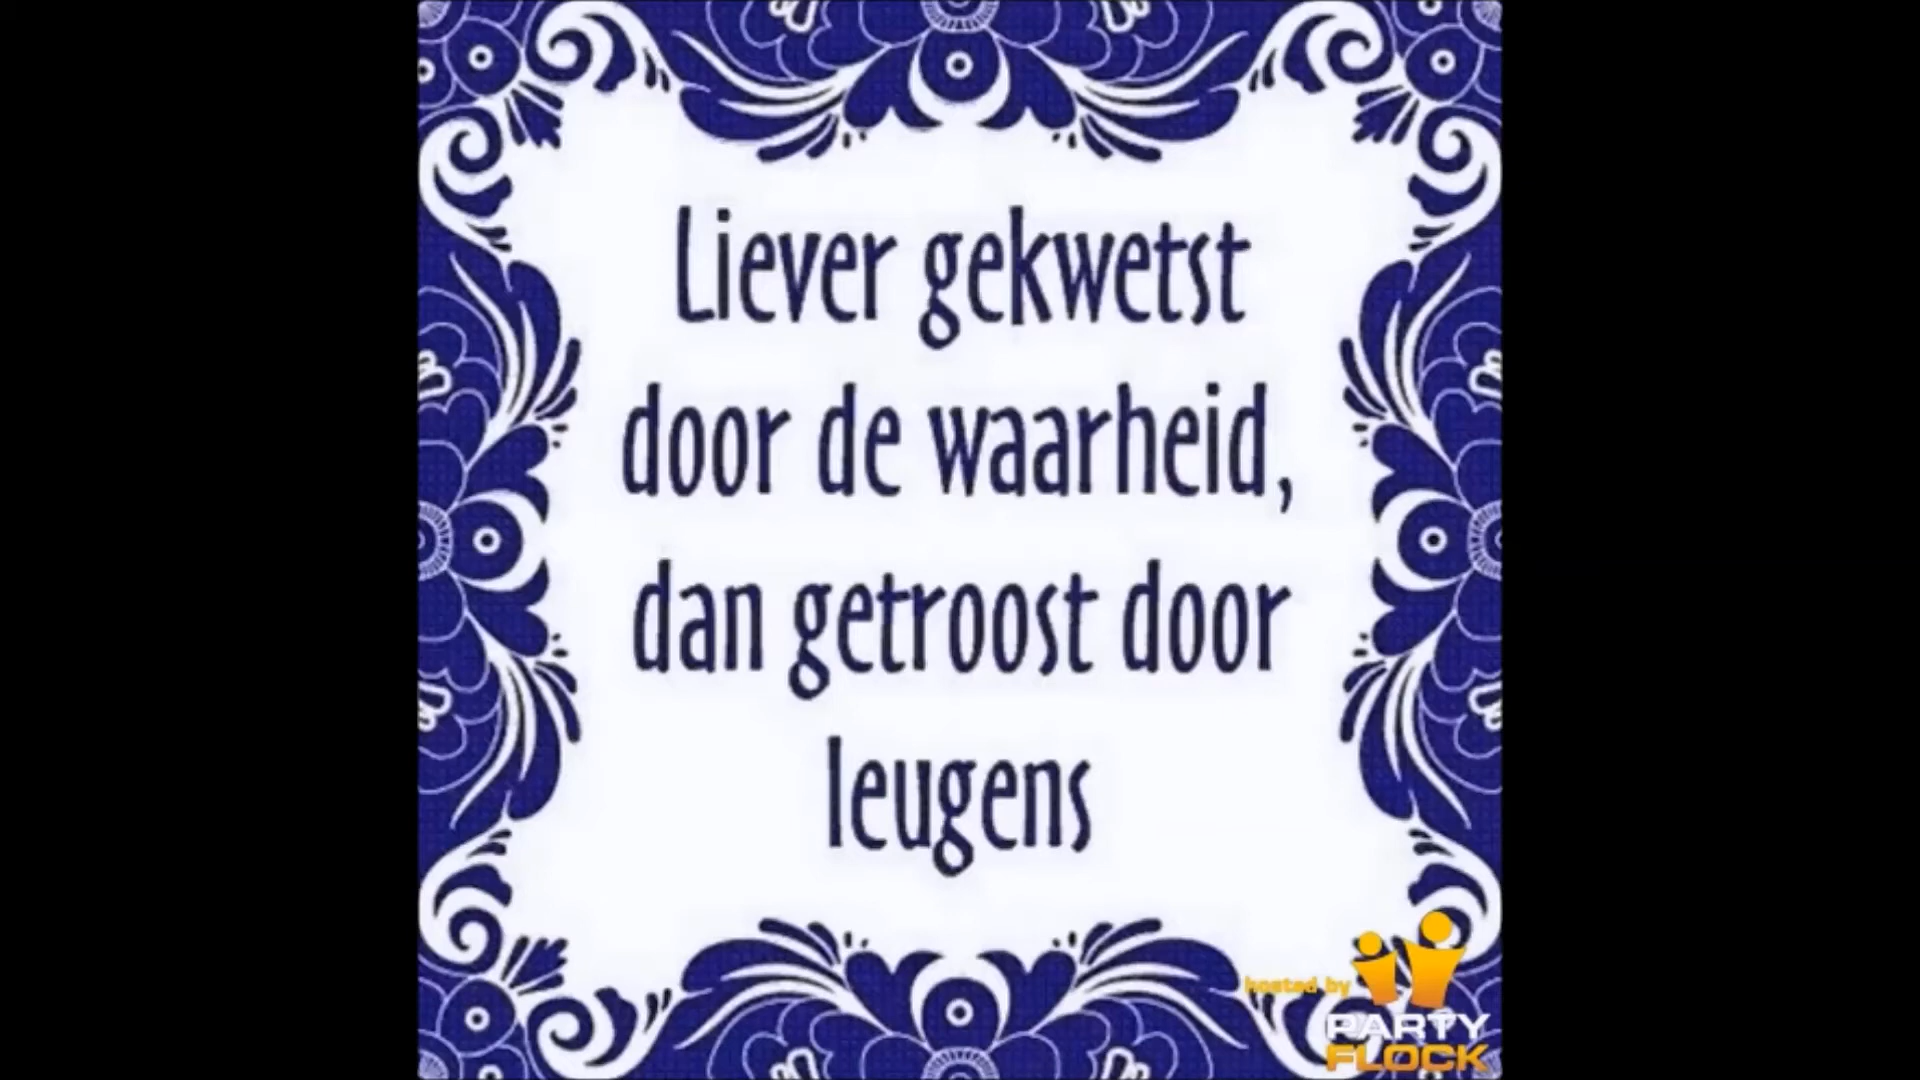 Liever gekwetst
door de waarheid,
dan getroost door
leugens
hosted by
PARTY
FLOCK